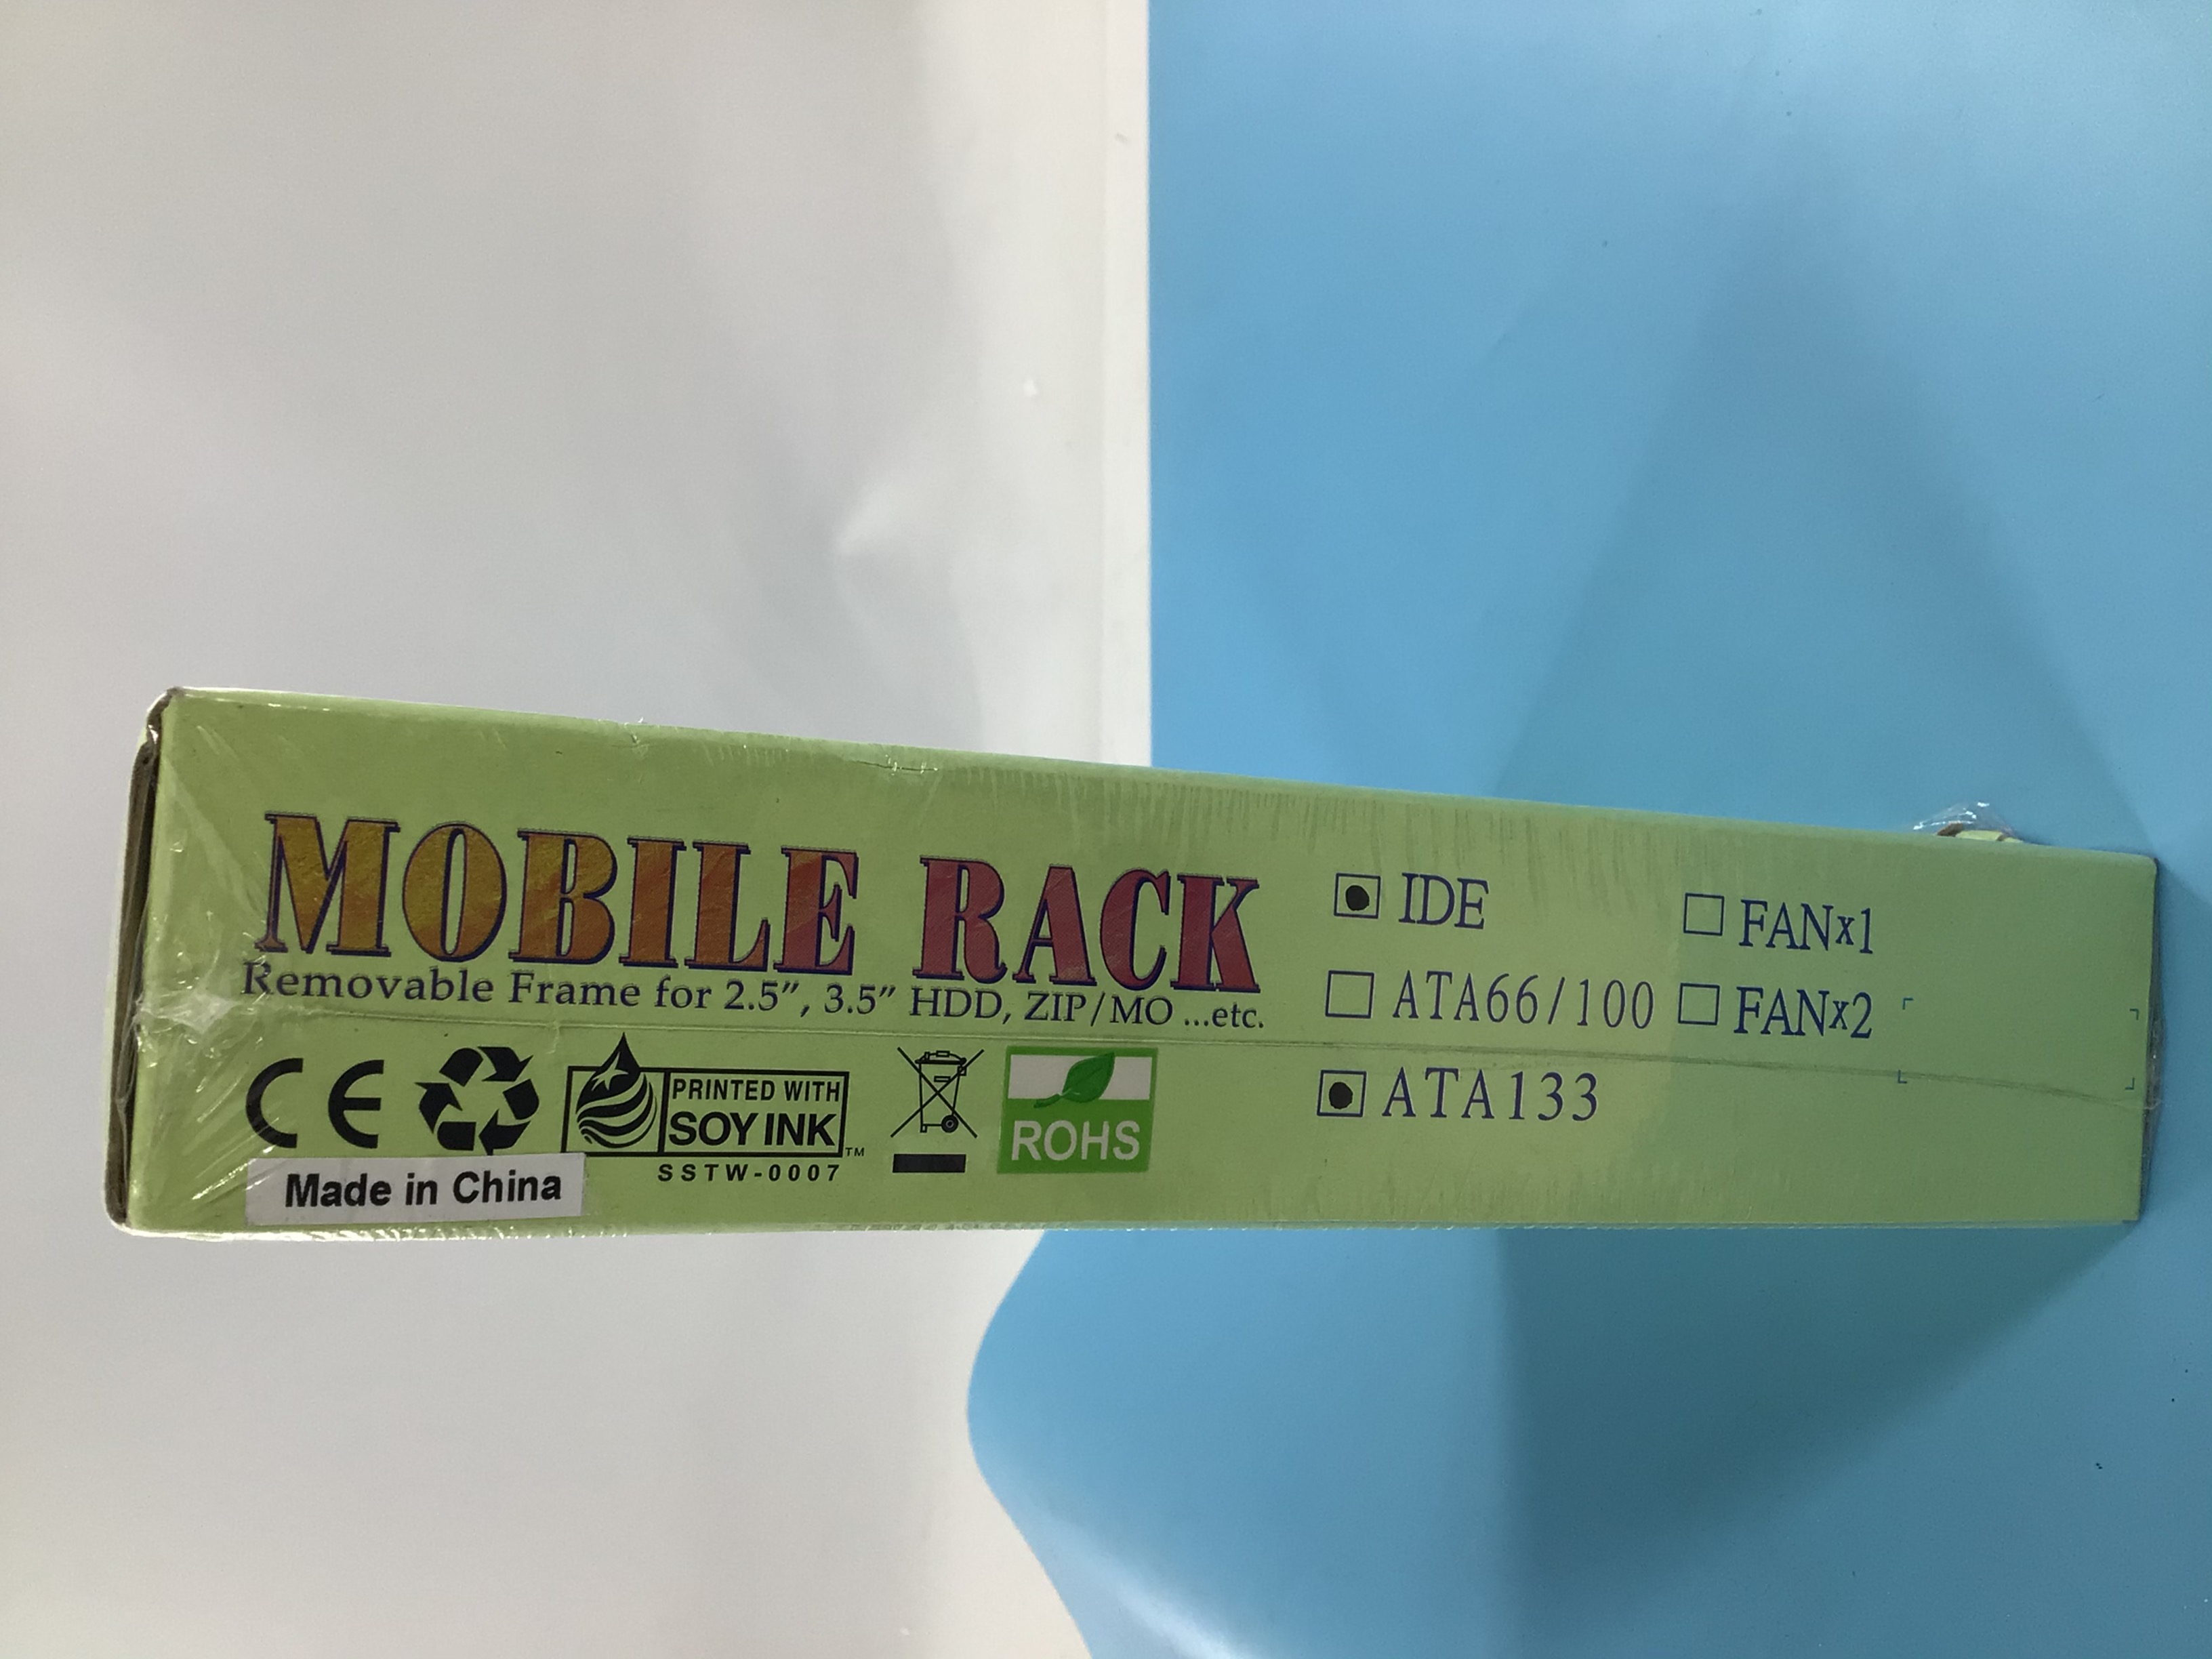 MOBILE RACK
Removable Frame for 2.5", 3.5" HDD, ZIP/MO ...etc.
CE
PRINTED WITH
SOY INK
TM
SSTW-0007
ROHS
Made in China
IDE
FANx1
ATA66/100
FANx2
ATA133